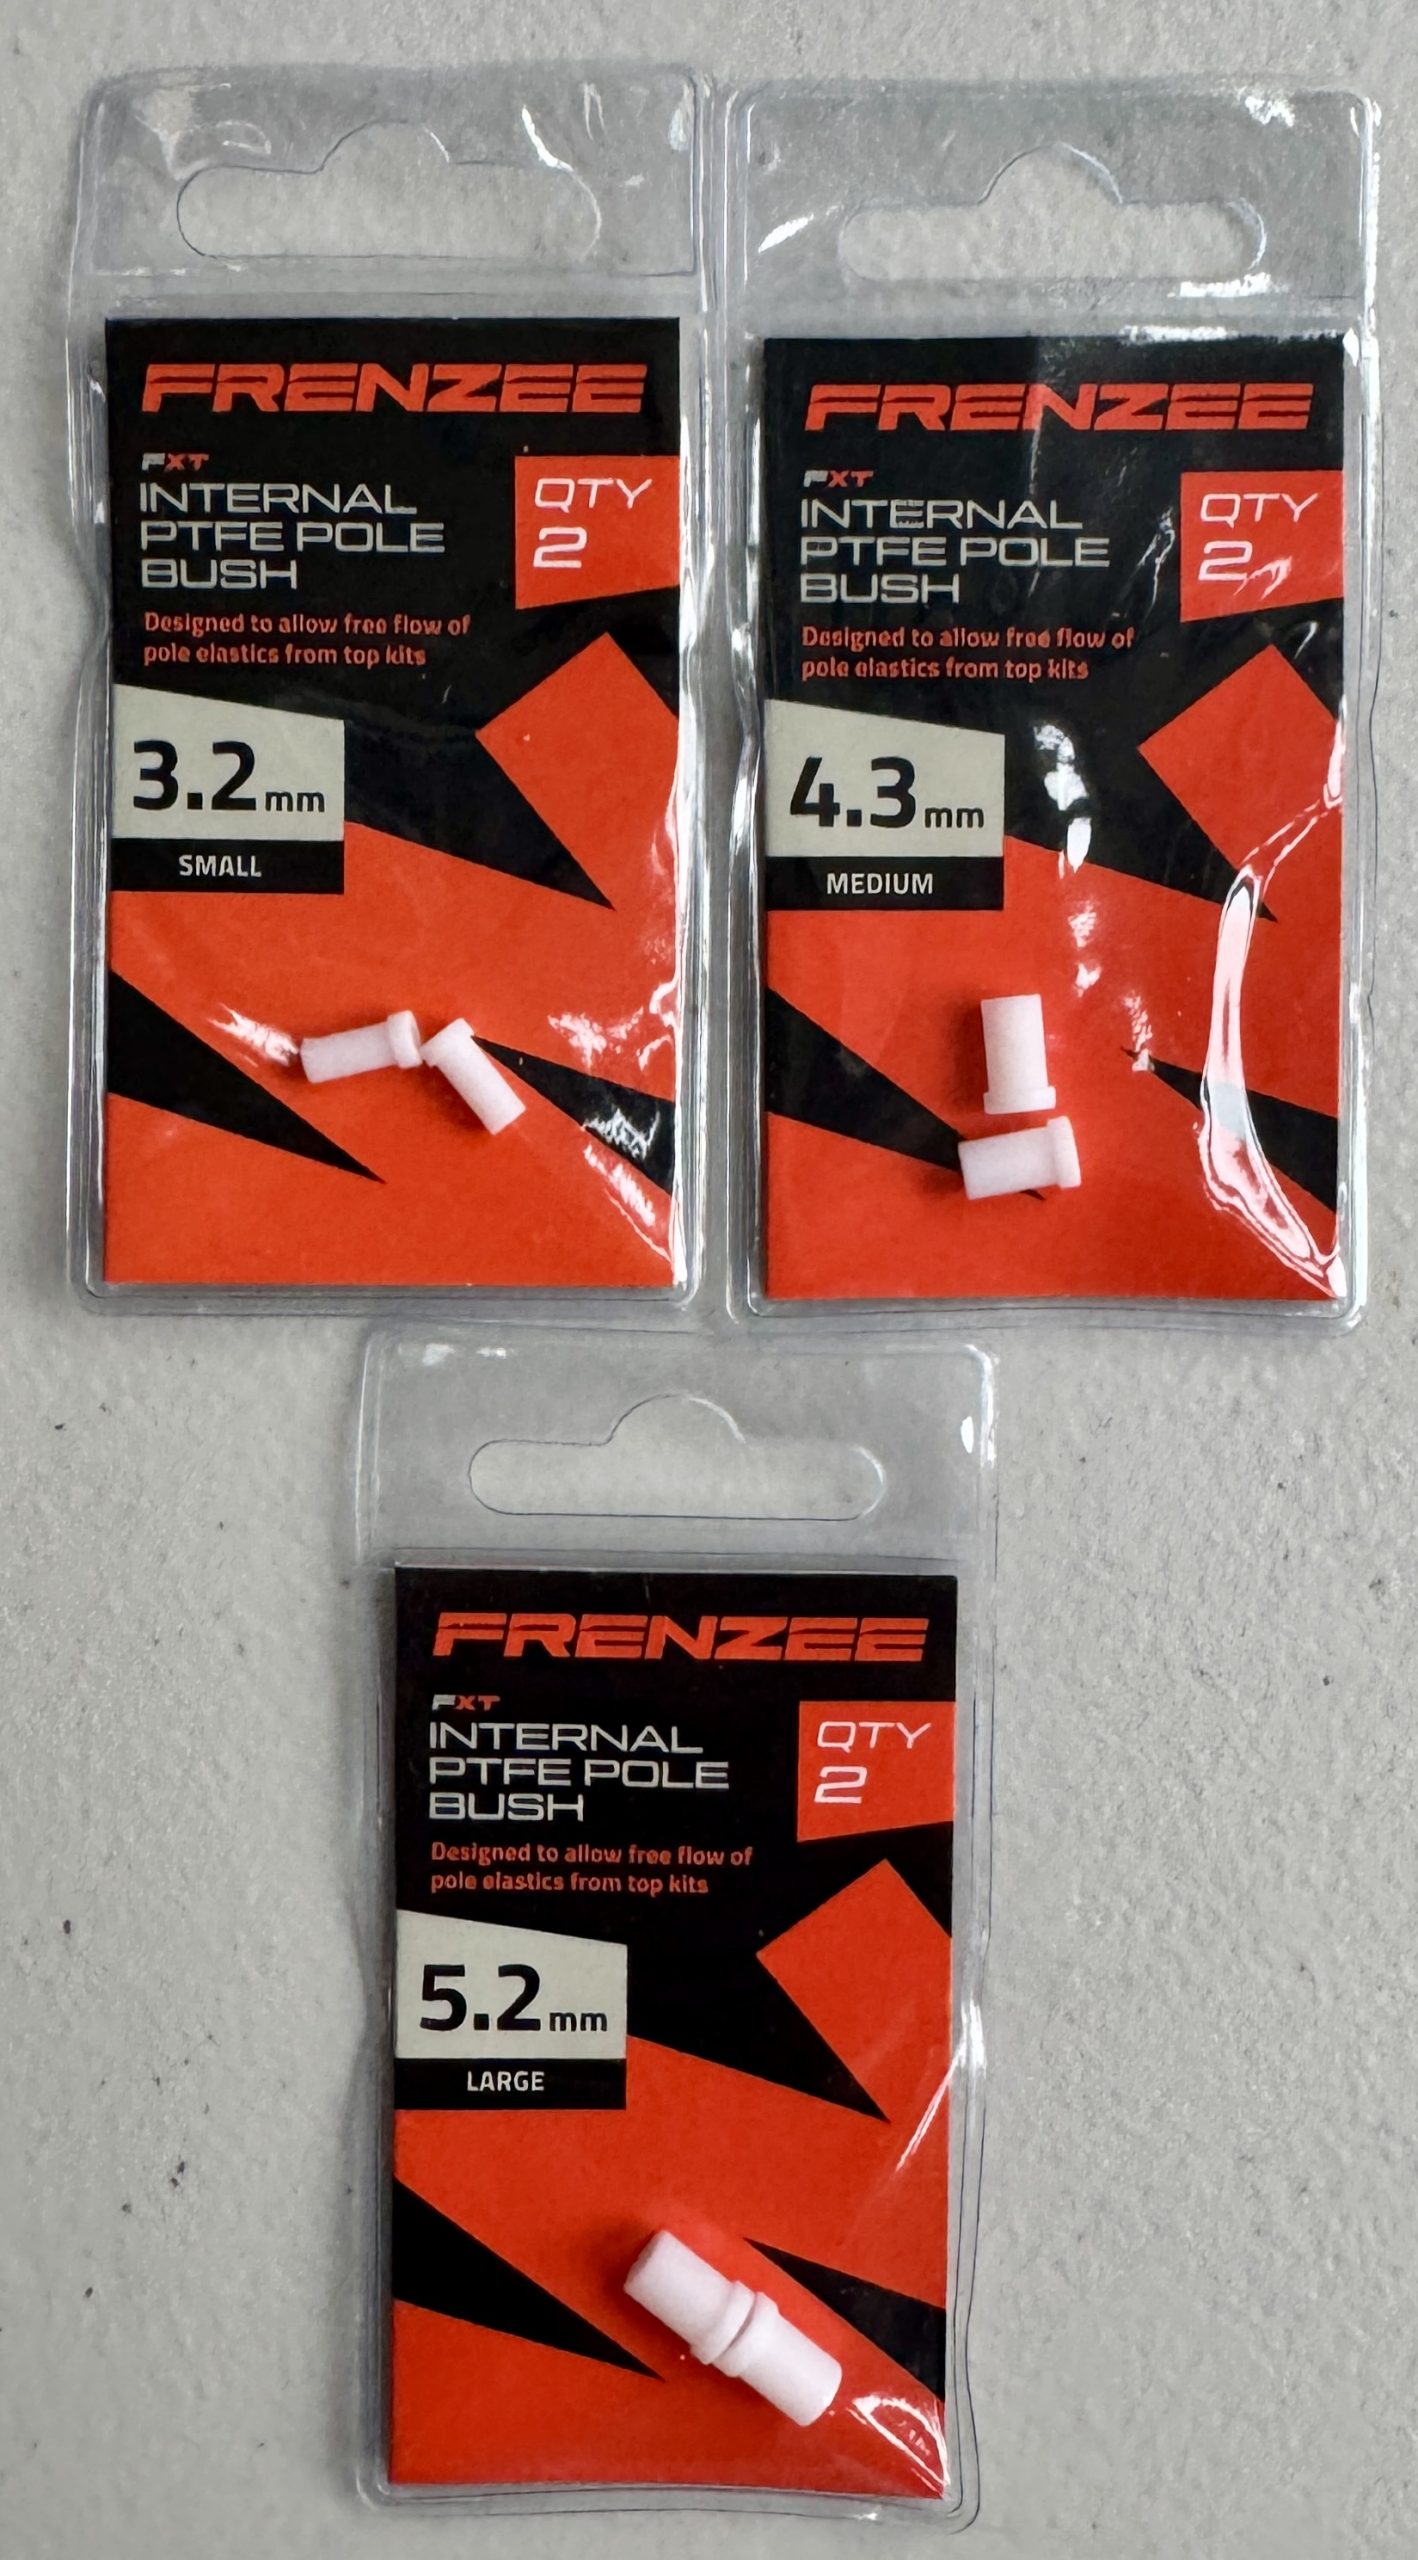 FRENZEE
FXT
INTERNAL
PTFE POLE
BUSH
QTY
2
Designed to allow free flow of
pole elastics from top kits
3.2mm
SMALL
FRENZEE
FXT
INTERNAL
PTFE POLE
BUSH
QTY
2
Designed to allow free flow of
pole elastics from top kits
4.3mm
MEDIUM
FRENZEE
FXT
INTERNAL
PTFE POLE
BUSH
QTY
2
Designed to allow free flow of
pole elastics from top kits
5.2mm
LARGE